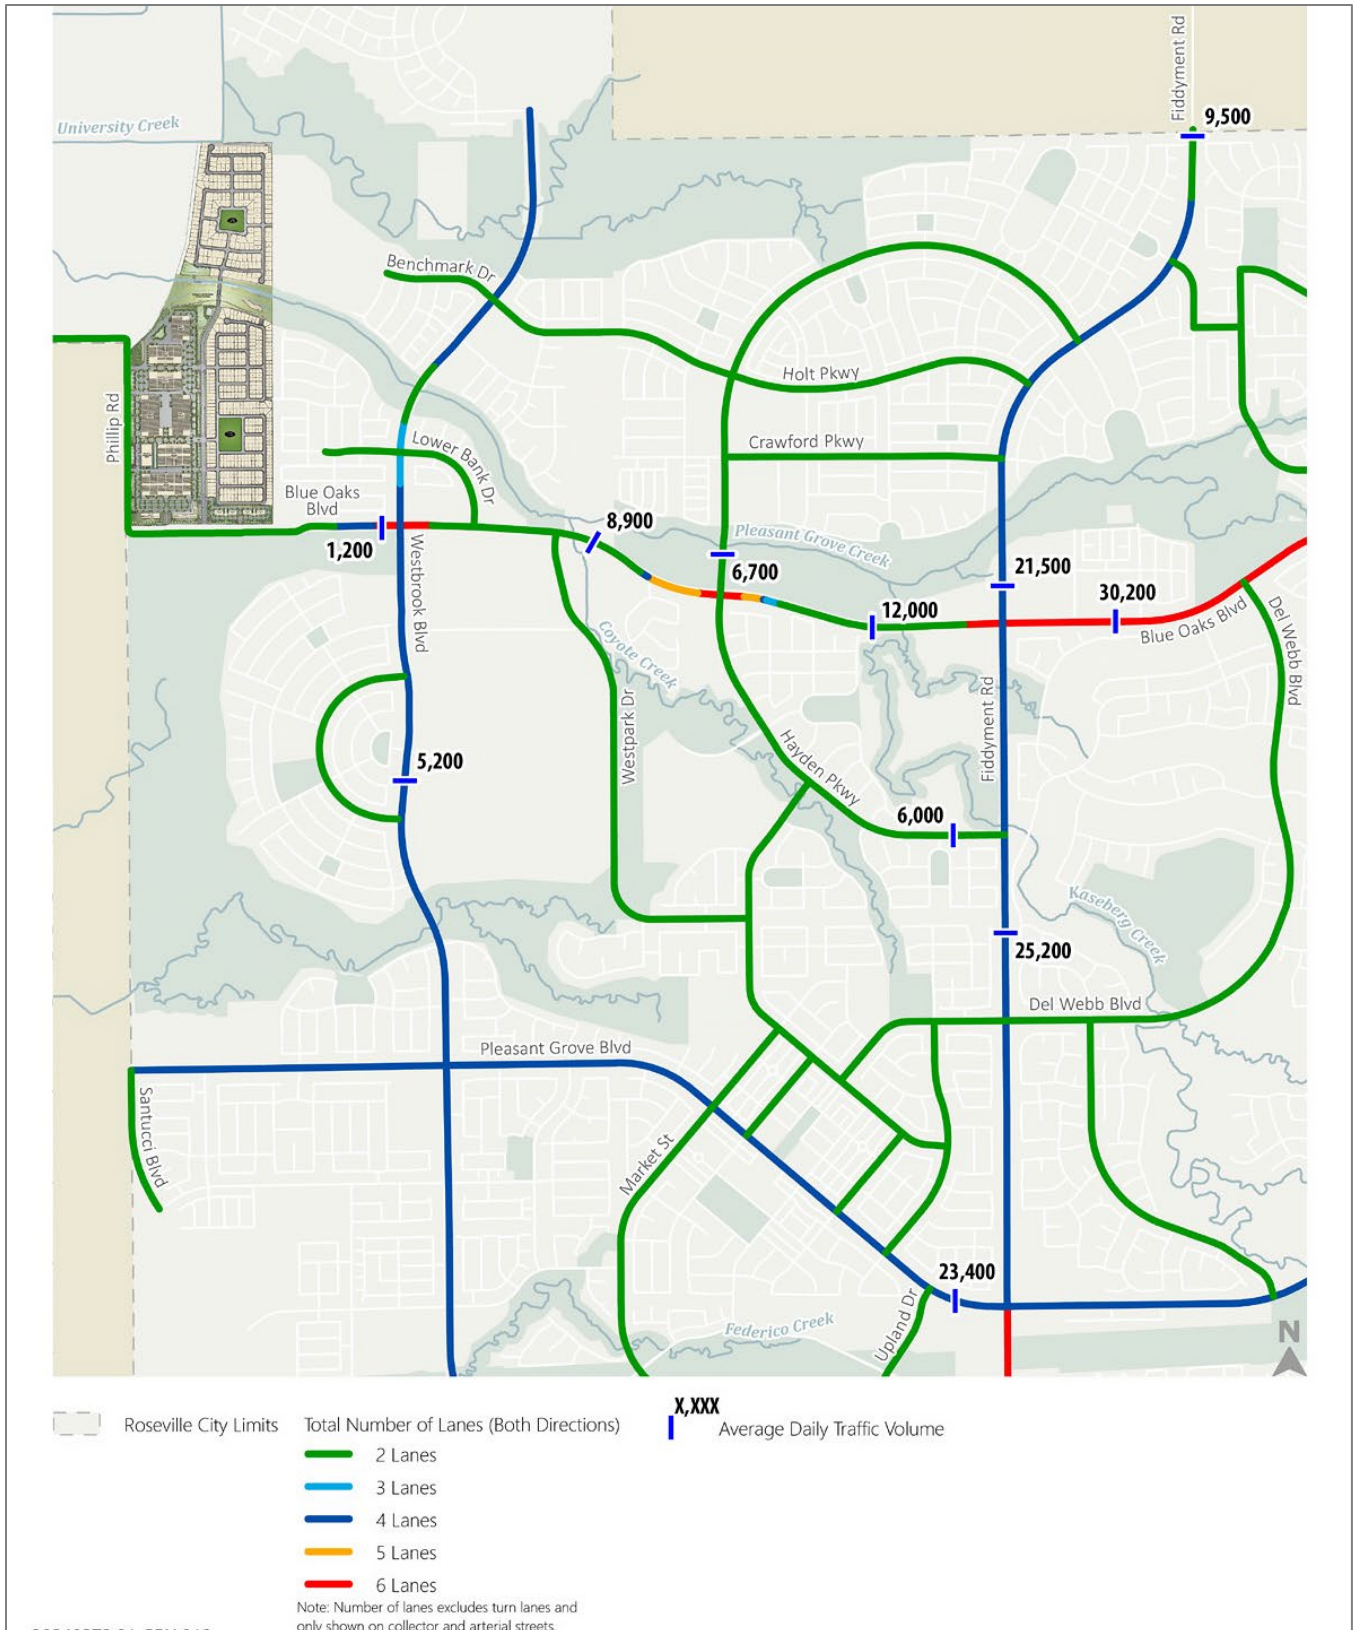 Fiddyment Rd
9,500
University Creek
Benchmark Dr
Holt Pkwy
Phillip Rd
Crawford Pkwy
Lower Bank Dr
Blue Oaks
Blvd
8,900
Pleasant Grove Creek
1,200
Westbrook Blvd
6,700
21,500
30,200
12,000
Blue Oaks Blvd
Del Webb Blvd
Coyote Creek
Westpark Dr
Fiddyment Rd
Hayden Pkwy
5,200
6,000
Kaseberg Creek
25,200
Del Webb Blvd
Pleasant Grove Blvd
Santucci Blvd
Market St
23,400
Upland Dr
Federico Creek
N
X,XXX
Roseville City Limits
Total Number of Lanes (Both Directions)
Average Daily Traffic Volume
2 Lanes
3 Lanes
4 Lanes
5 Lanes
6 Lanes
Note: Number of lanes excludes turn lanes and
only shown on collector and arterial streets.